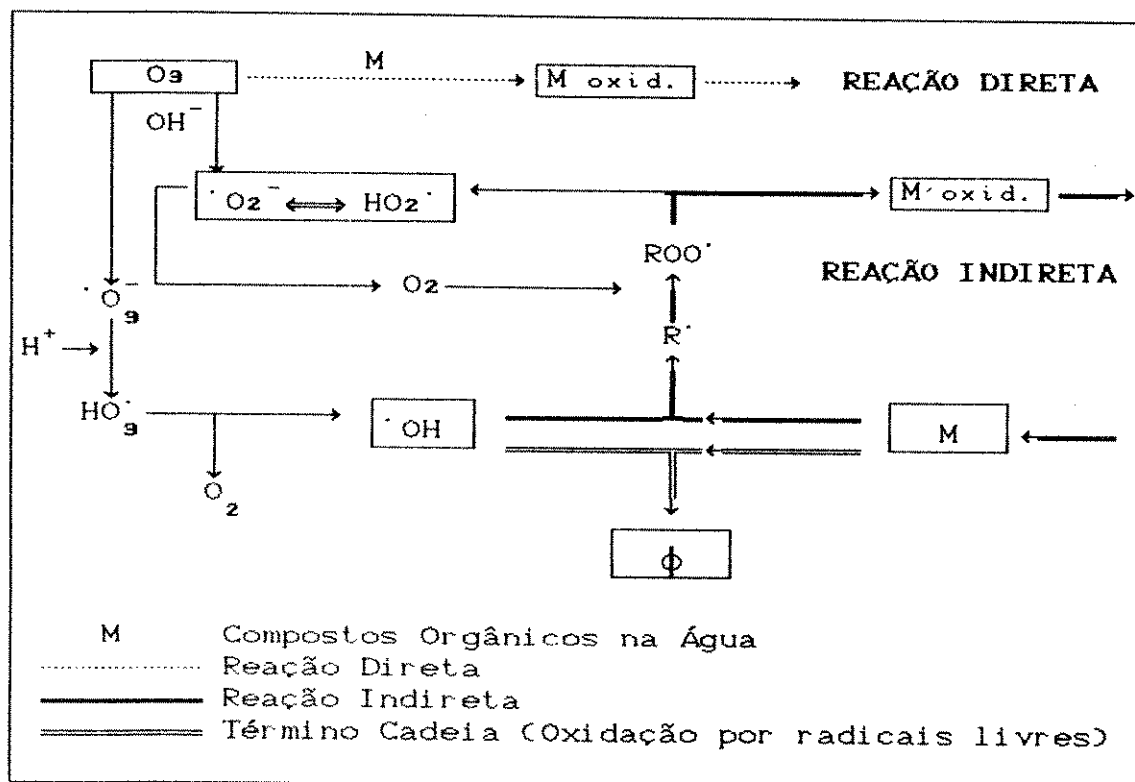 M
O₃ M oxid. REAÇÃO DIRETA
OH⁻
˙O₂⁻ HO₂˙ M´oxid.
ROO˙
O₂ REAÇÃO INDIRETA
˙O₃⁻
H⁺ R˙
HO₃˙ ˙OH M
O₂
Φ
M Compostos Orgânicos na Água
Reação Direta
Reação Indireta
Término Cadeia (Oxidação por radicais livres)